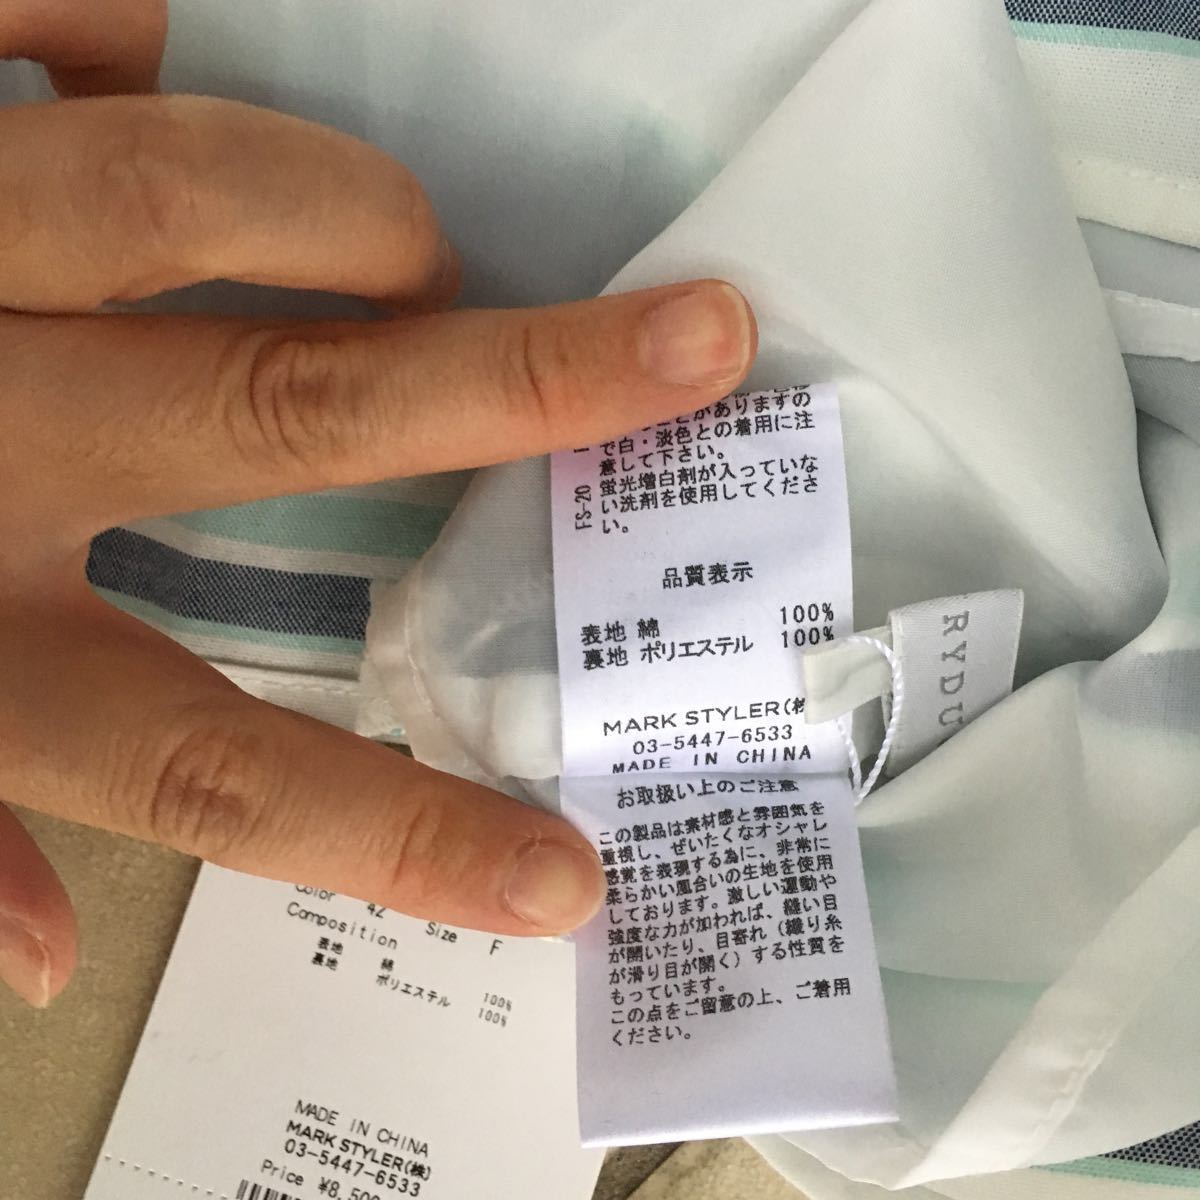 ことがありますの
で白・淡色との着用に注
意して下さい。
蛍光増白剤が入っていな
い洗剤を使用してくださ
い。
FS-20
品質表示
表地 綿 100%
裏地 ポリエステル 100%
MARK STYLER(株
03-5447-6533
MADE IN CHINA
RYDU
お取扱い上のご注意
この製品は素材感と雰囲気を
重視し、ぜいたくなオシャレ
感覚を表現する為に、非常に
柔らかい風合いの生地を使用
しております。激しい運動や
強度な力が加われば、縫い目
が開いたり、目寄れ（織り糸
が滑り目が開く）する性質を
もっています。
この点をご留意の上、ご着用
ください。
Color 42 Size F
Composition
表地 綿 100%
裏地 ポリエステル 100%
MADE IN CHINA
MARK STYLER(株)
03-5447-6533
Price ¥8,500